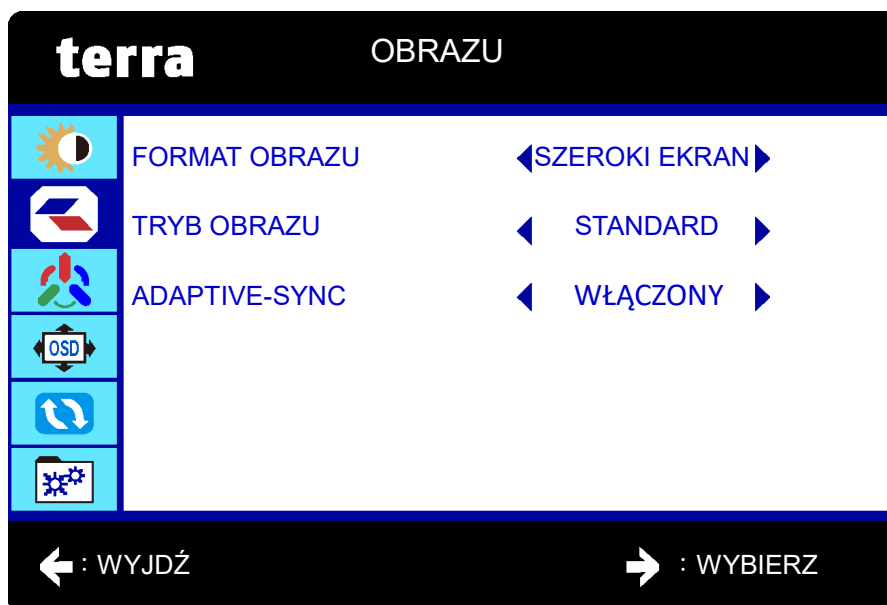 terra OBRAZU
FORMAT OBRAZU SZEROKI EKRAN
TRYB OBRAZU STANDARD
ADAPTIVE-SYNC WŁĄCZONY
OSD
: WYJDŹ : WYBIERZ